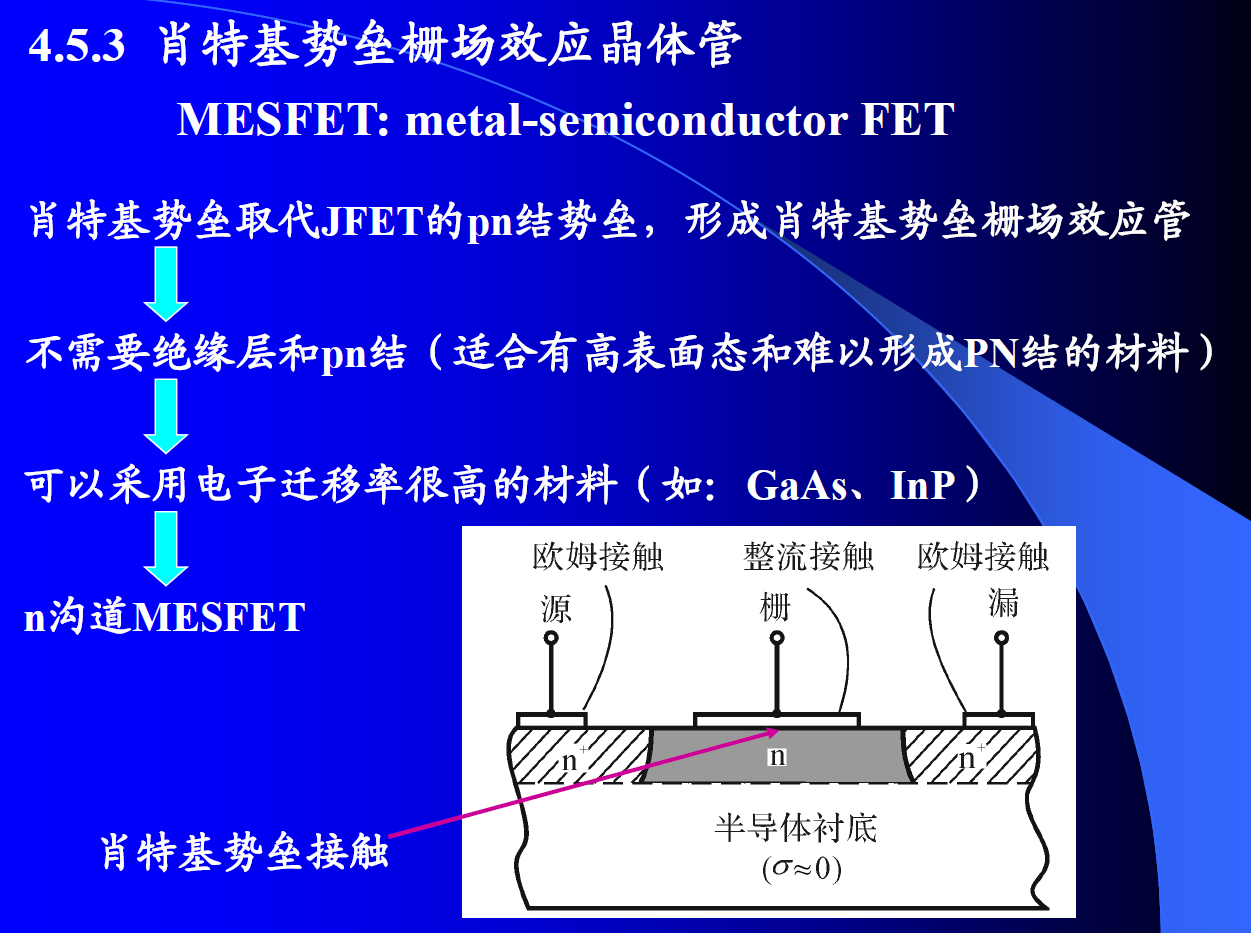 4.5.3 肖特基势垒栅场效应晶体管
MESFET: metal-semiconductor FET
肖特基势垒取代JFET的pn结势垒，形成肖特基势垒栅场效应管
不需要绝缘层和pn结（适合有高表面态和难以形成PN结的材料）
可以采用电子迁移率很高的材料（如：GaAs、InP）
n沟道MESFET
欧姆接触 整流接触 欧姆接触
源 栅 漏
n⁺ n n⁺
半导体衬底
(σ≈0)
肖特基势垒接触